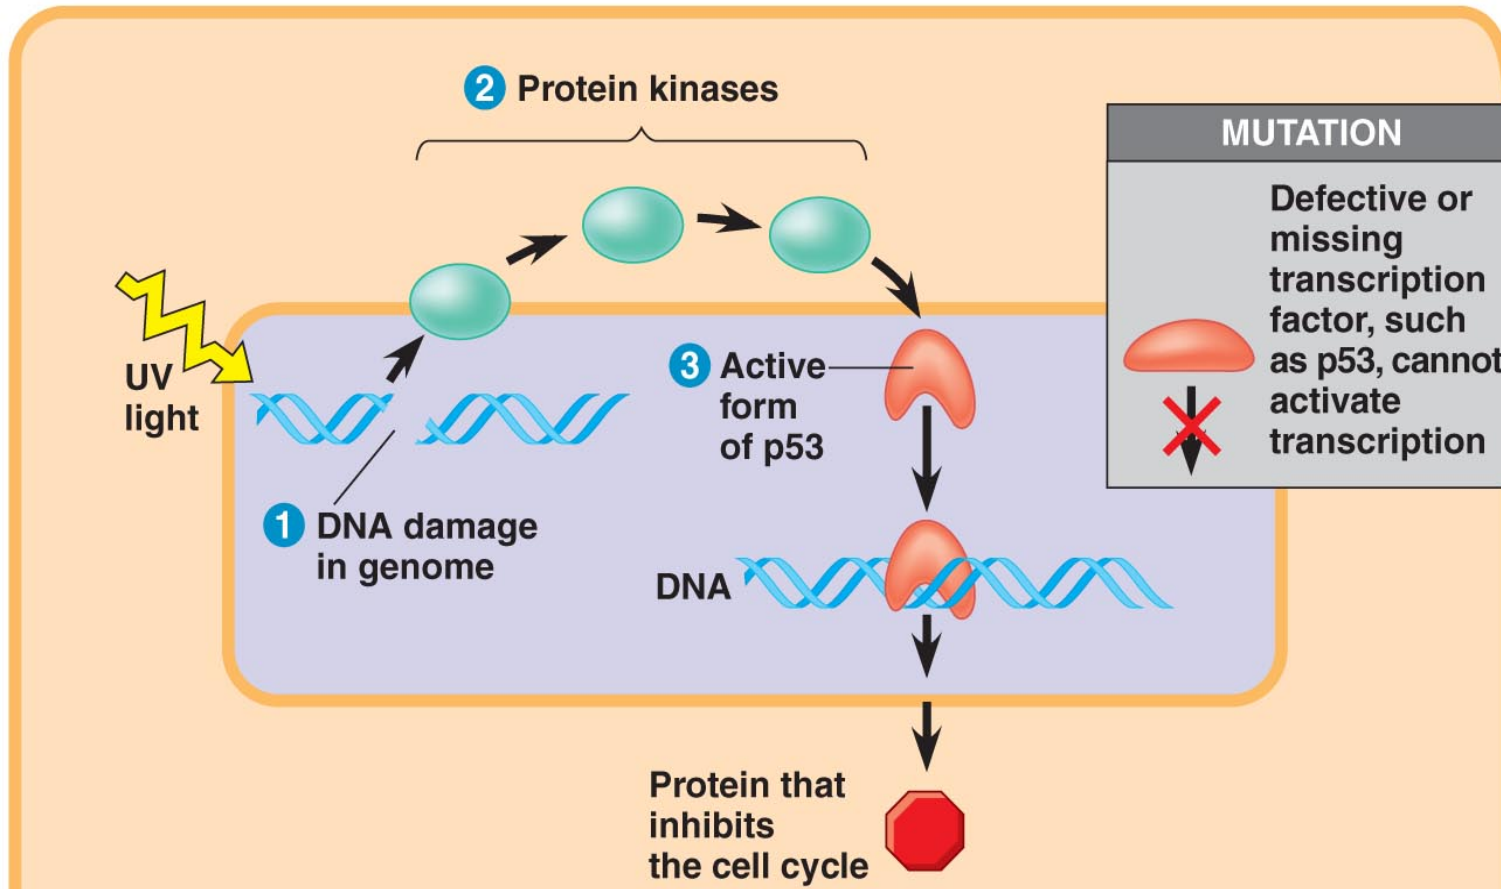 2 Protein kinases
MUTATION
Defective or
missing
transcription
factor, such
as p53, cannot
activate
transcription
UV
light
3 Active
form
of p53
1 DNA damage
in genome
DNA
Protein that
inhibits
the cell cycle